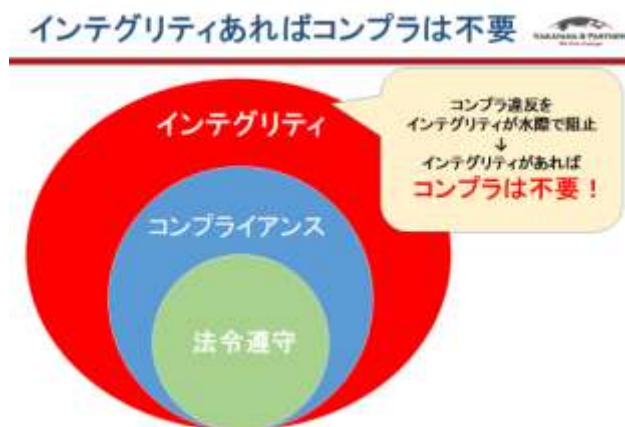 インテグリティあればコンプラは不要
NAKAHARA & PARTNERS
インテグリティ
コンプラ違反を
インテグリティが水際で阻止
↓
インテグリティがあれば
コンプラは不要！
コンプライアンス
法令遵守